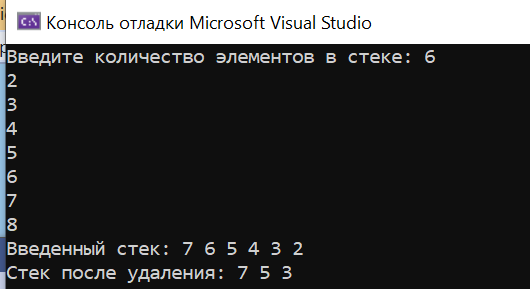 Консоль отладки Microsoft Visual Studio
Введите количество элементов в стеке: 6
2
3
4
5
6
7
8
Введенный стек: 7 6 5 4 3 2
Стек после удаления: 7 5 3